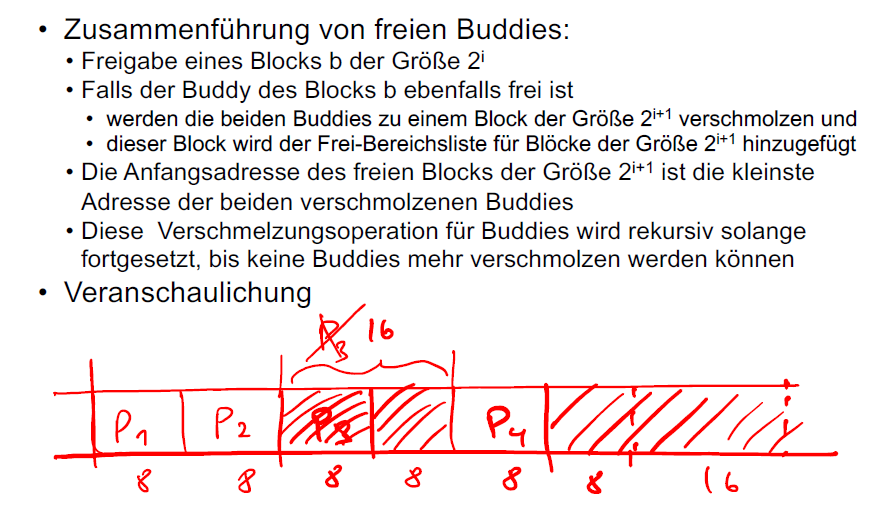 • Zusammenführung von freien Buddies:
• Freigabe eines Blocks b der Größe 2ⁱ
• Falls der Buddy des Blocks b ebenfalls frei ist
• werden die beiden Buddies zu einem Block der Größe 2ⁱ⁺¹ verschmolzen und
• dieser Block wird der Frei-Bereichsliste für Blöcke der Größe 2ⁱ⁺¹ hinzugefügt
• Die Anfangsadresse des freien Blocks der Größe 2ⁱ⁺¹ ist die kleinste
Adresse der beiden verschmolzenen Buddies
• Diese Verschmelzungsoperation für Buddies wird rekursiv solange
fortgesetzt, bis keine Buddies mehr verschmolzen werden können
• Veranschaulichung
P₃ 16
P₁ P₂ P₃ P₄
8 8 8 8 8 8 16